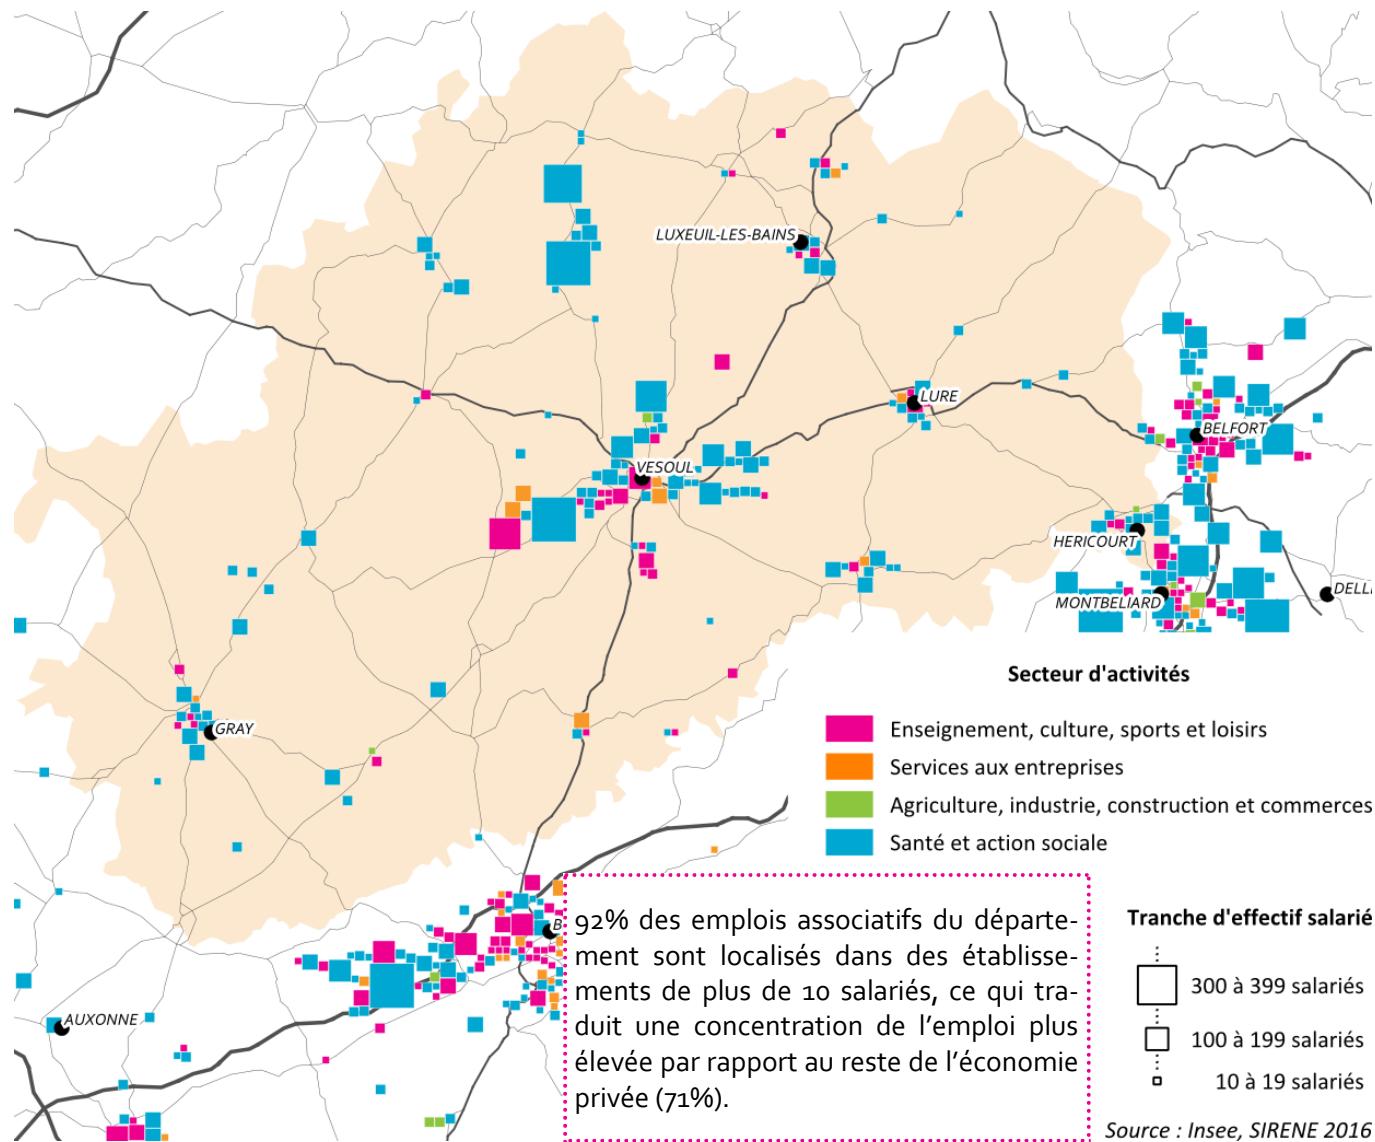 LUXEUIL-LES-BAINS
LURE
BELFORT
VESOUL
HERICOURT
MONTBELIARD
DELL
GRAY
B
AUXONNE
Secteur d'activités
Enseignement, culture, sports et loisirs
Services aux entreprises
Agriculture, industrie, construction et commerces
Santé et action sociale
92% des emplois associatifs du départe-
ment sont localisés dans des établisse-
ments de plus de 10 salariés, ce qui tra-
duit une concentration de l'emploi plus
élevée par rapport au reste de l'économie
privée (71%).
Tranche d'effectif salarié
300 à 399 salariés
100 à 199 salariés
10 à 19 salariés
Source : Insee, SIRENE 2016